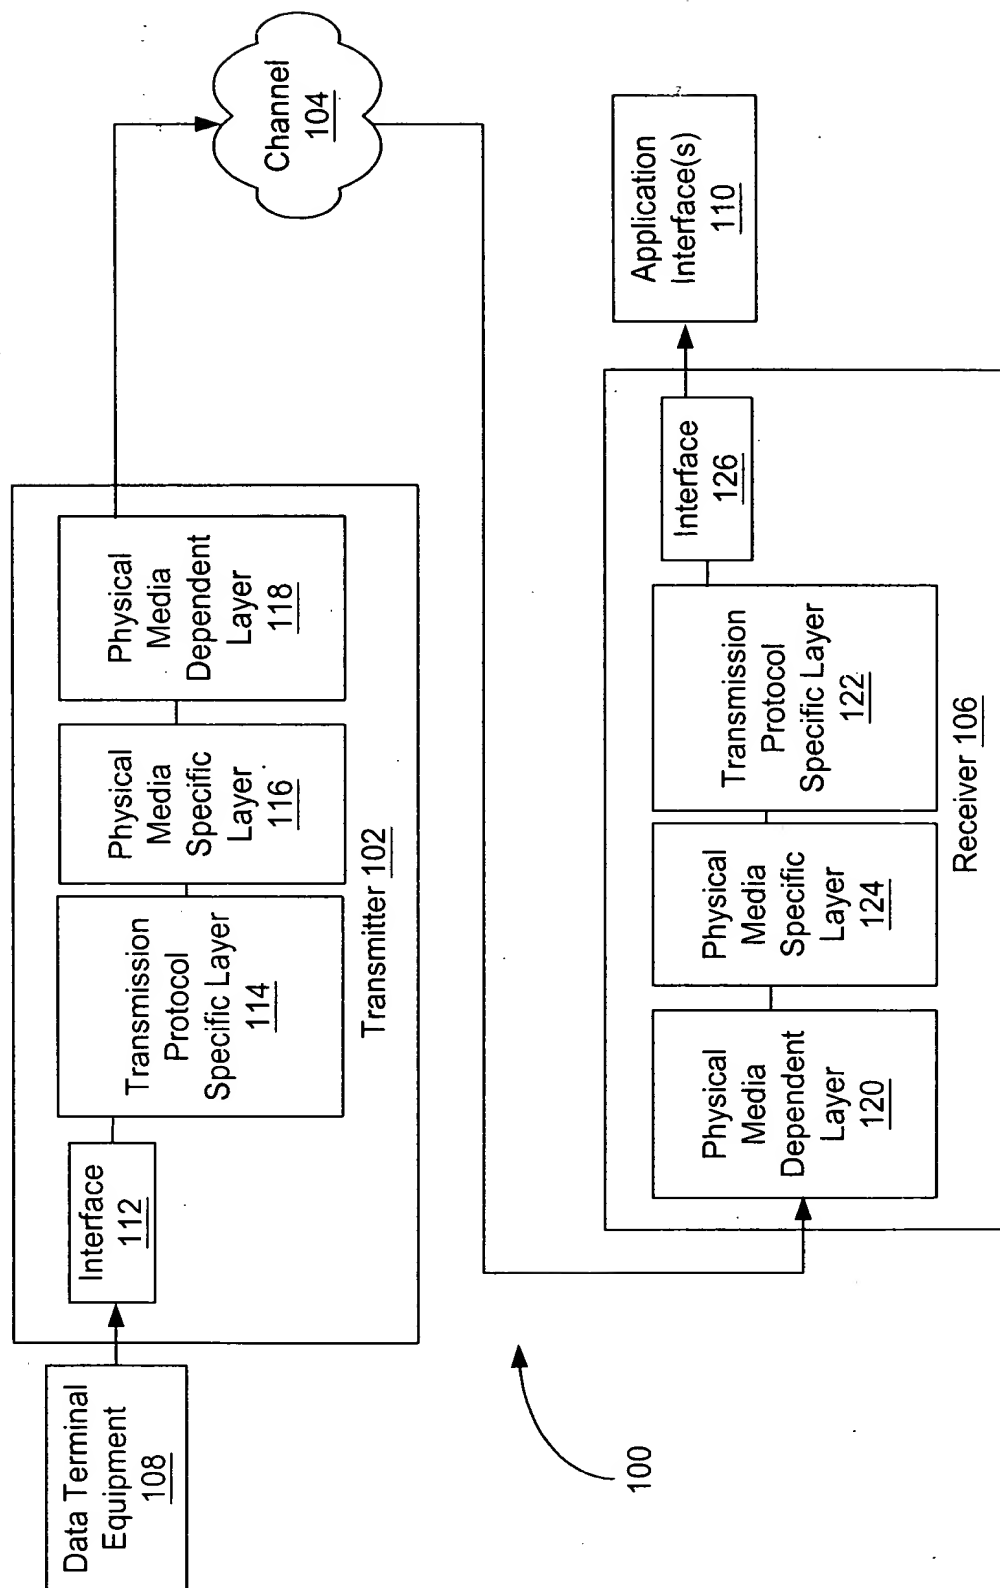 Data Terminal
Equipment
108
Interface
112
Transmission
Protocol
Specific Layer
114
Physical
Media
Specific
Layer
116
Physical
Media
Dependent
Layer
118
Transmitter 102
Channel
104
100
Physical
Media
Dependent
Layer
120
Physical
Media
Specific
Layer
124
Transmission
Protocol
Specific Layer
122
Interface
126
Receiver 106
Application
Interface(s)
110